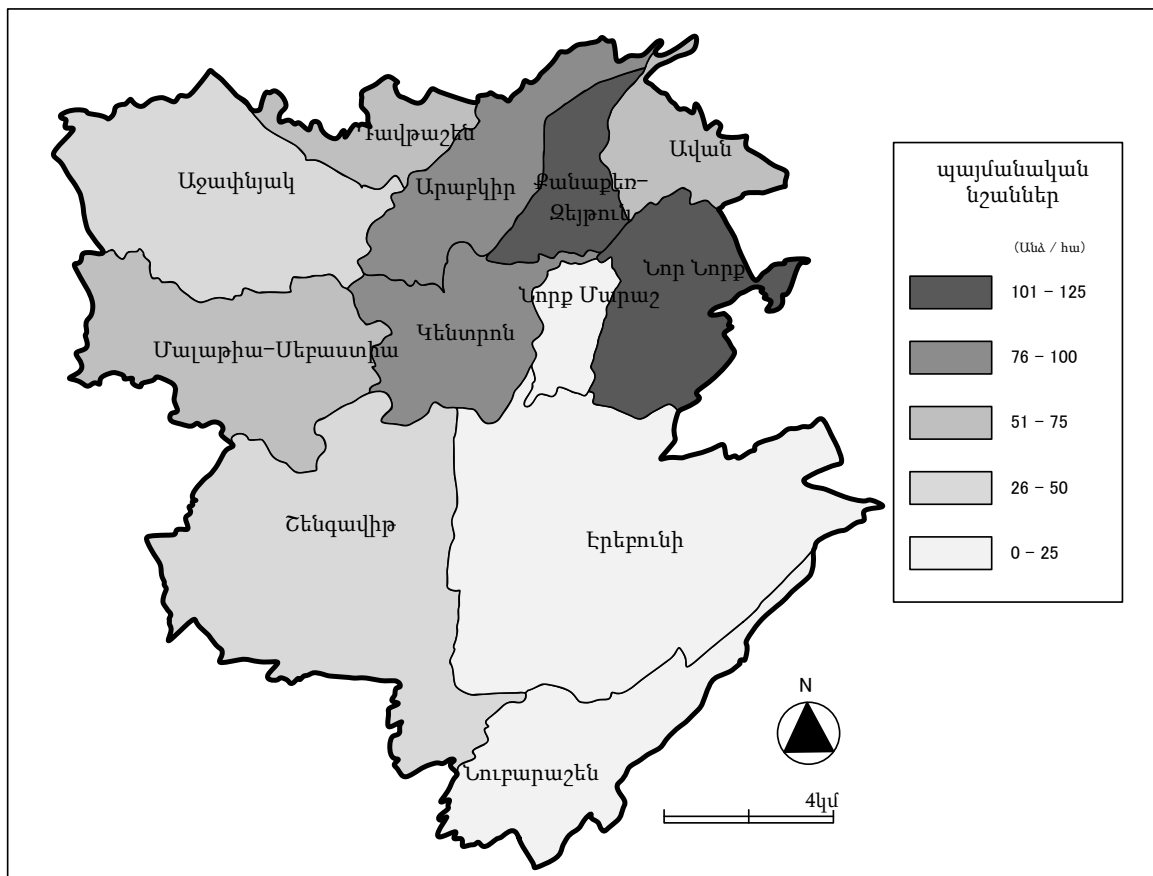 Դավթաշեն
Ավան
Աջափնյակ
Արաբկիր
Քանաքեռ-
Զեյթուն
Նոր Նորք
Նորք Մարաշ
Կենտրոն
Մալաթիա-Սեբաստիա
Շենգավիթ
Էրեբունի
Նուբարաշեն
պայմանական
նշաններ
(Անձ / հա)
101 - 125
76 - 100
51 - 75
26 - 50
0 - 25
N
4կմ